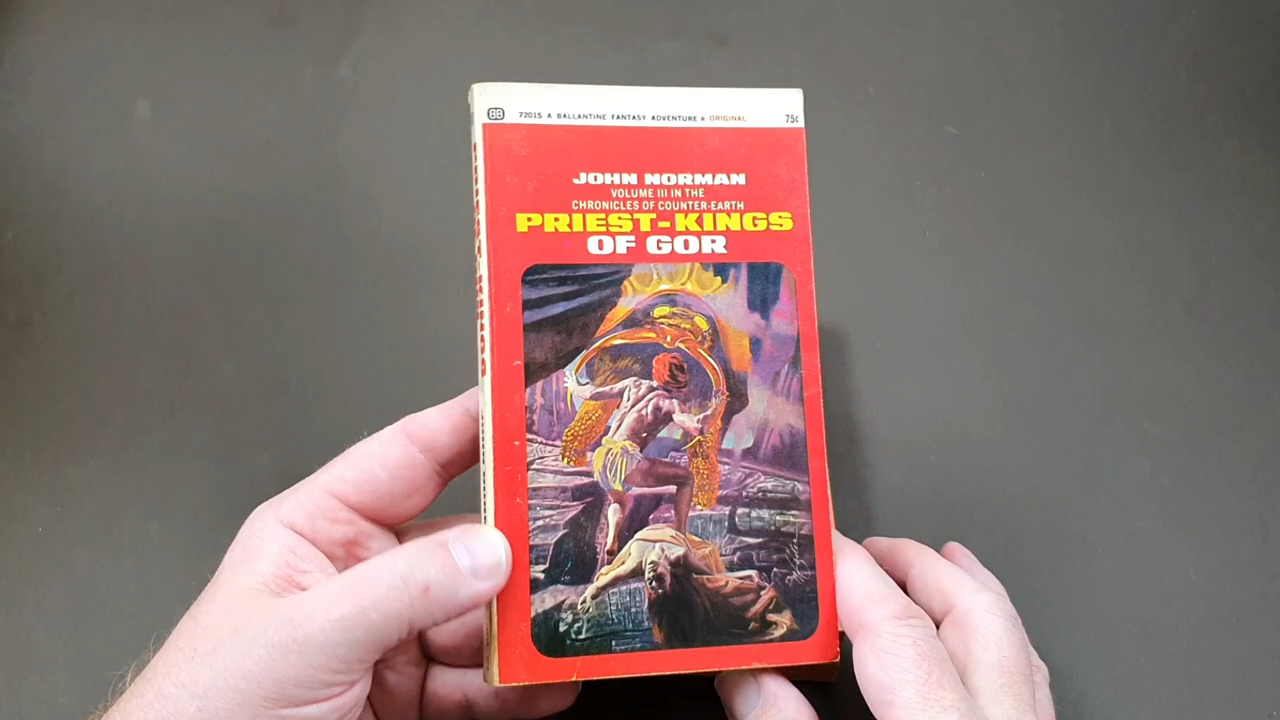 BB 72015 A BALLANTINE FANTASY ADVENTURE ★ ORIGINAL 75¢
JOHN NORMAN
VOLUME III IN THE
CHRONICLES OF COUNTER-EARTH
PRIEST-KINGS
OF GOR